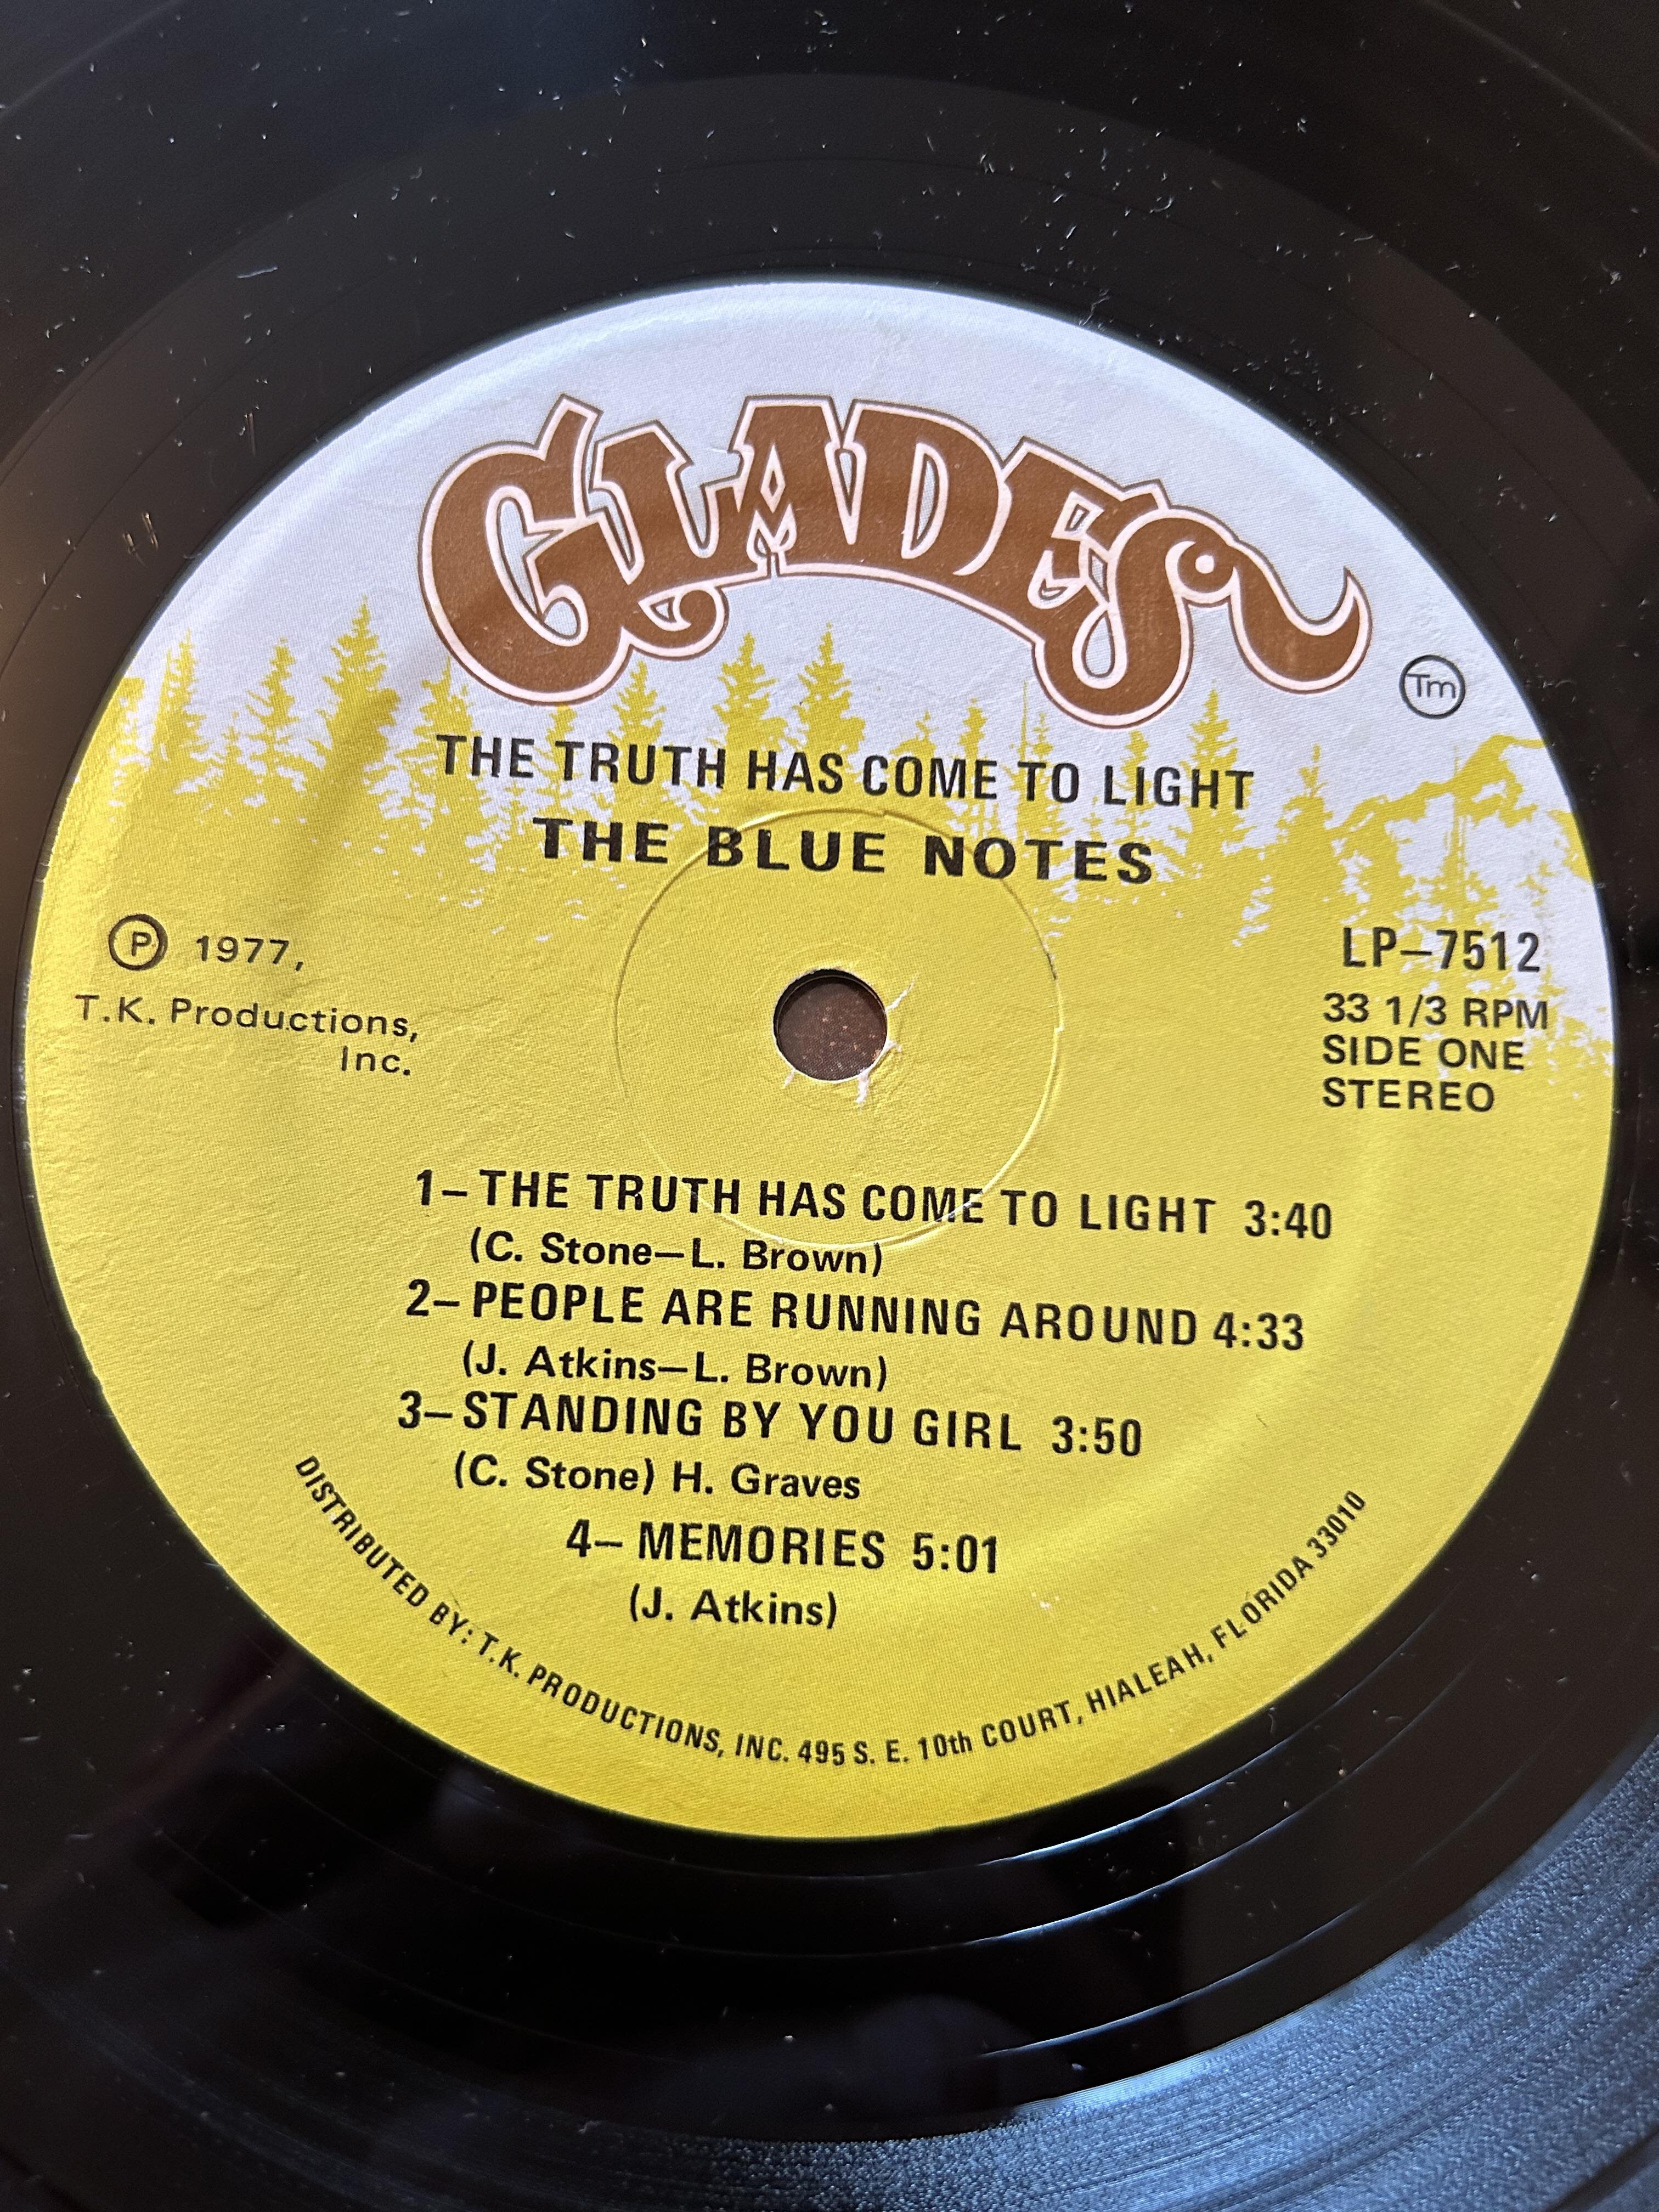 GLADES
Tm
THE TRUTH HAS COME TO LIGHT
THE BLUE NOTES
Ⓟ 1977,
T.K. Productions,
Inc.
LP-7512
33 1/3 RPM
SIDE ONE
STEREO
1- THE TRUTH HAS COME TO LIGHT 3:40
(C. Stone-L. Brown)
2- PEOPLE ARE RUNNING AROUND 4:33
(J. Atkins-L. Brown)
3- STANDING BY YOU GIRL 3:50
(C. Stone) H. Graves
4- MEMORIES 5:01
(J. Atkins)
DISTRIBUTED BY: T.K. PRODUCTIONS, INC. 495 S. E. 10th COURT, HIALEAH, FLORIDA 33010